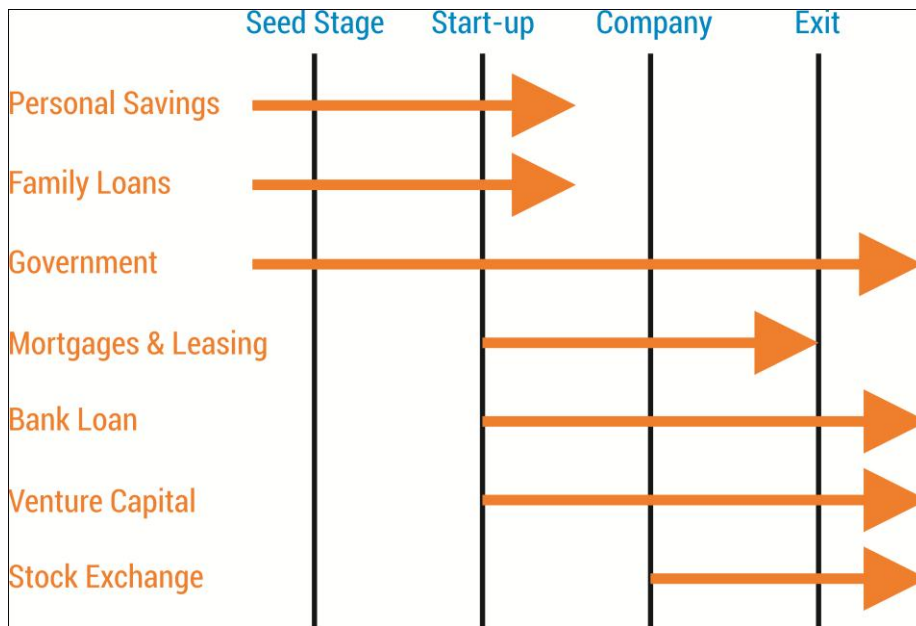 Seed Stage Start-up Company Exit
Personal Savings
Family Loans
Government
Mortgages & Leasing
Bank Loan
Venture Capital
Stock Exchange